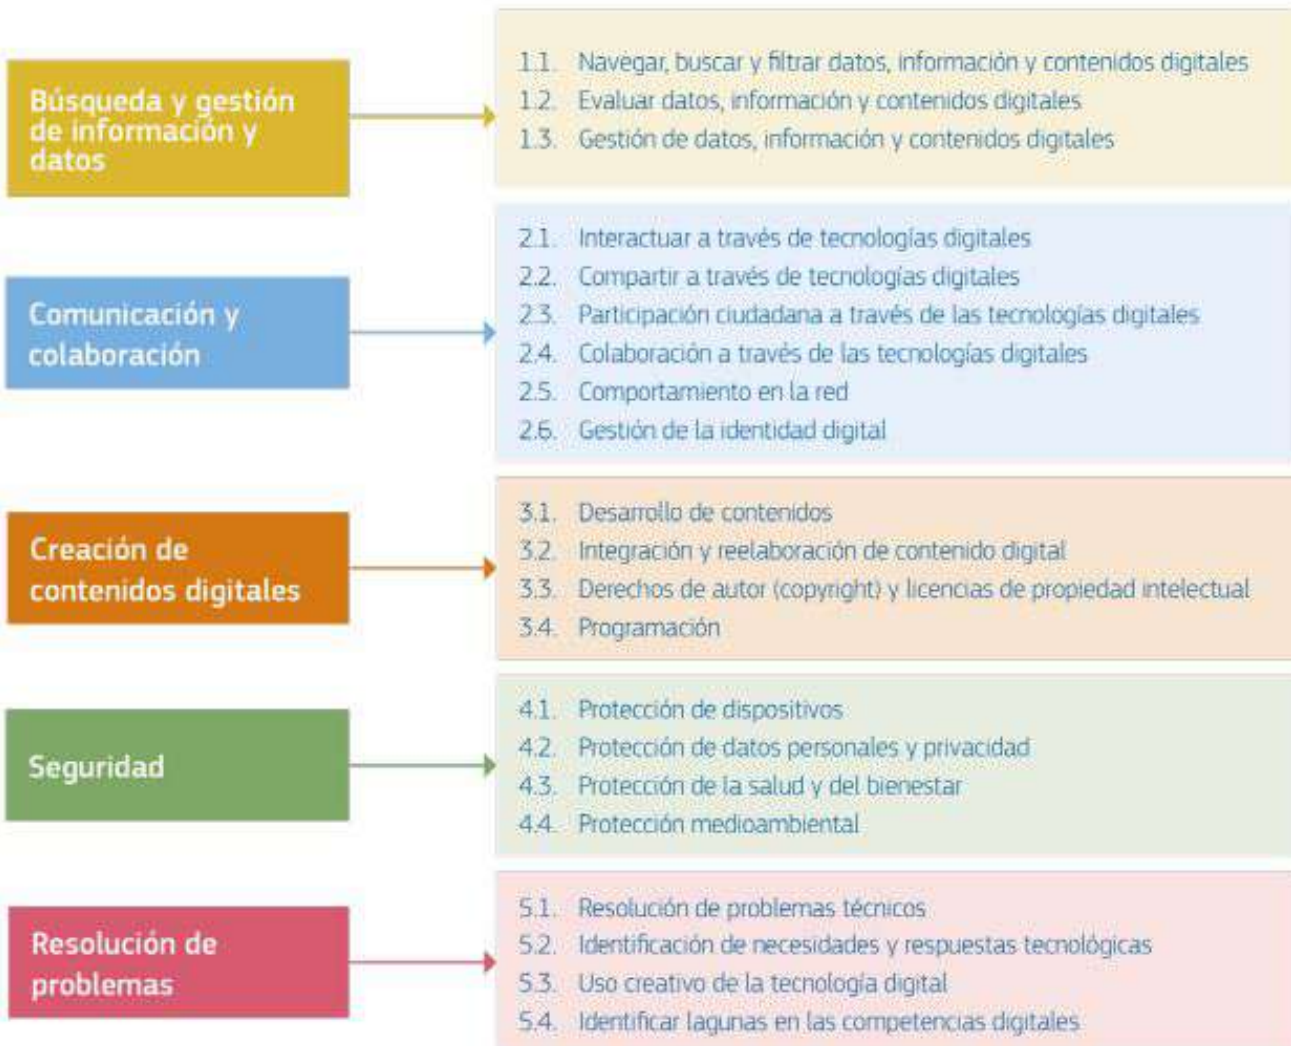 Búsqueda y gestión
de información y
datos
1.1. Navegar, buscar y filtrar datos, información y contenidos digitales
1.2. Evaluar datos, información y contenidos digitales
1.3. Gestión de datos, información y contenidos digitales
Comunicación y
colaboración
2.1. Interactuar a través de tecnologías digitales
2.2. Compartir a través de tecnologías digitales
2.3. Participación ciudadana a través de las tecnologías digitales
2.4. Colaboración a través de las tecnologías digitales
2.5. Comportamiento en la red
2.6. Gestión de la identidad digital
Creación de
contenidos digitales
3.1. Desarrollo de contenidos
3.2. Integración y reelaboración de contenido digital
3.3. Derechos de autor (copyright) y licencias de propiedad intelectual
3.4. Programación
Seguridad
4.1. Protección de dispositivos
4.2. Protección de datos personales y privacidad
4.3. Protección de la salud y del bienestar
4.4. Protección medioambiental
Resolución de
problemas
5.1. Resolución de problemas técnicos
5.2. Identificación de necesidades y respuestas tecnológicas
5.3. Uso creativo de la tecnología digital
5.4. Identificar lagunas en las competencias digitales